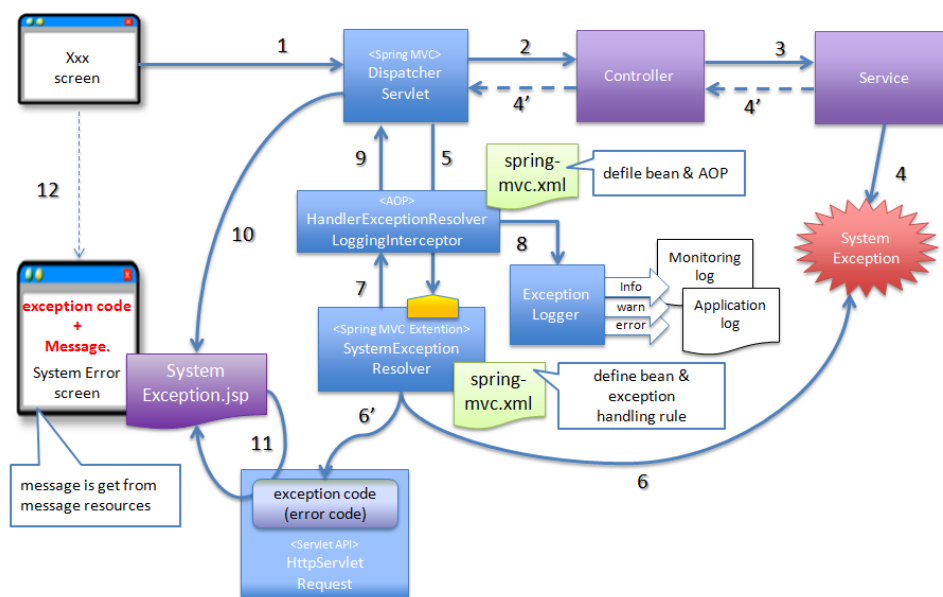 Xxx
screen
1
<Spring MVC>
Dispatcher
Servlet
2
4’
Controller
3
4’
Service
9
5
spring-
mvc.xml
defile bean & AOP
4
12
10
<AOP>
HandlerExceptionResolver
LoggingInterceptor
8
System
Exception
7
Exception
Logger
Info
warn
error
Monitoring
log
Application
log
exception code
+
Message.
System Error
screen
<Spring MVC Extention>
SystemException
Resolver
System
Exception.jsp
spring-
mvc.xml
define bean &
exception
handling rule
6’
11
6
message is get from
message resources
exception code
(error code)
<Servlet API>
HttpServlet
Request